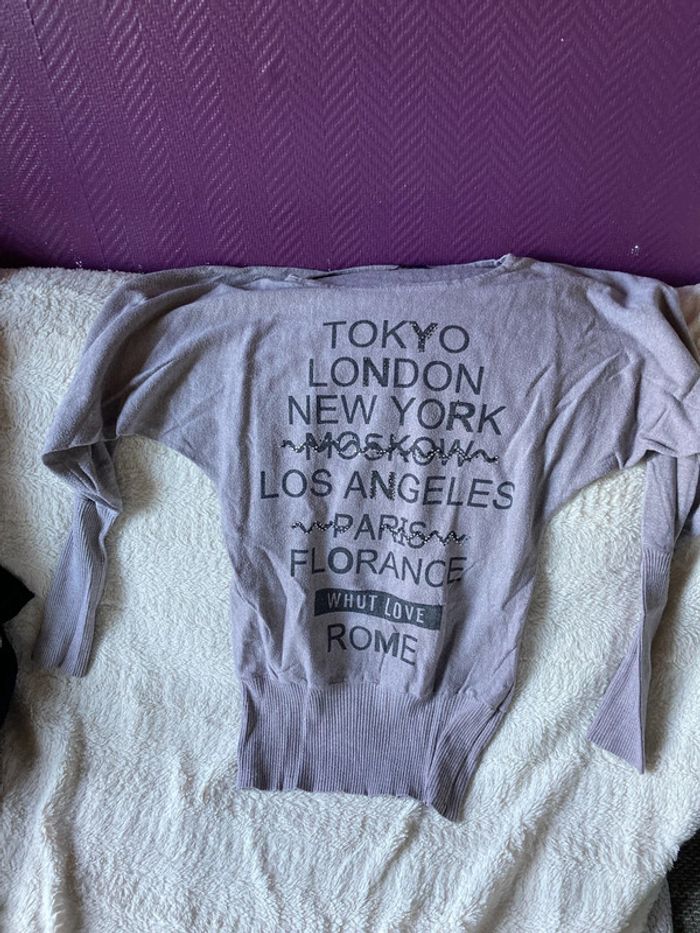 TOKYO
LONDON
NEW YORK
MOSKOW
LOS ANGELES
PARIS
FLORANCE
WHUT LOVE
ROME